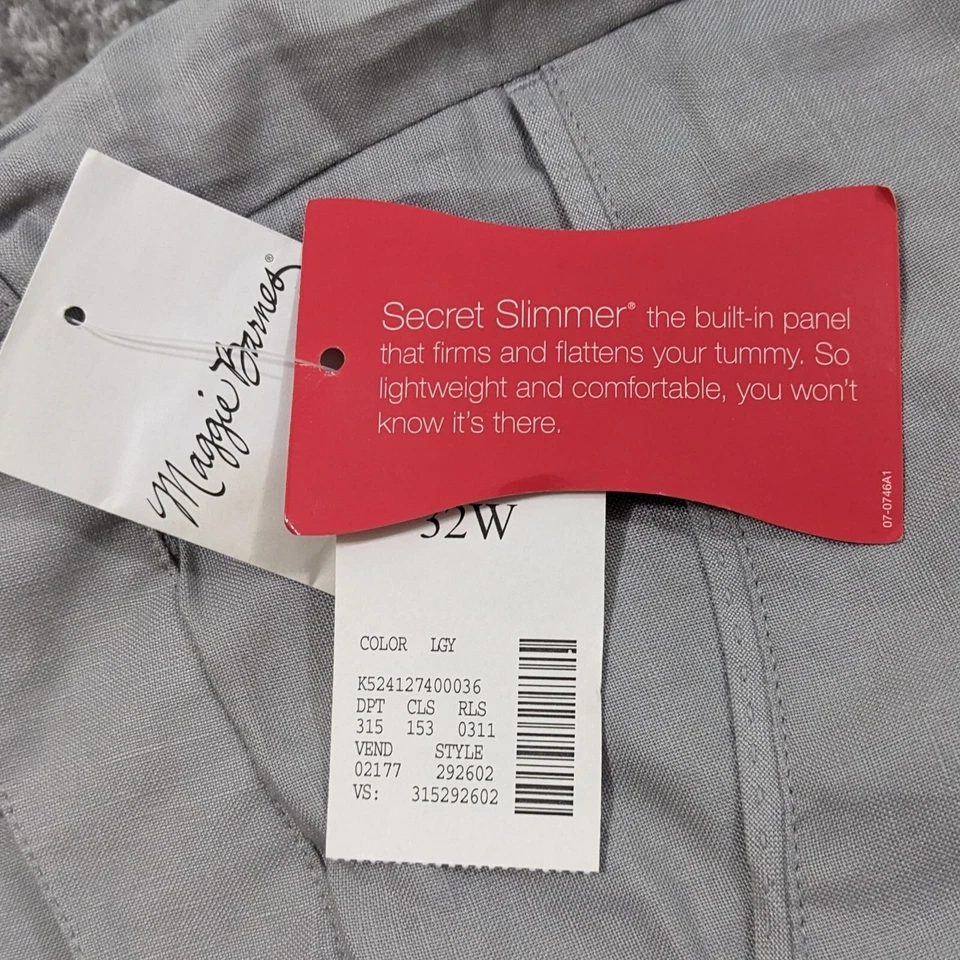 Maggie Barnes®
Secret Slimmer® the built-in panel
that firms and flattens your tummy. So
lightweight and comfortable, you won't
know it's there.
07-0746A1
32W
COLOR LGY
K524127400036
DPT CLS RLS
315 153 0311
VEND STYLE
02177 292602
VS: 315292602